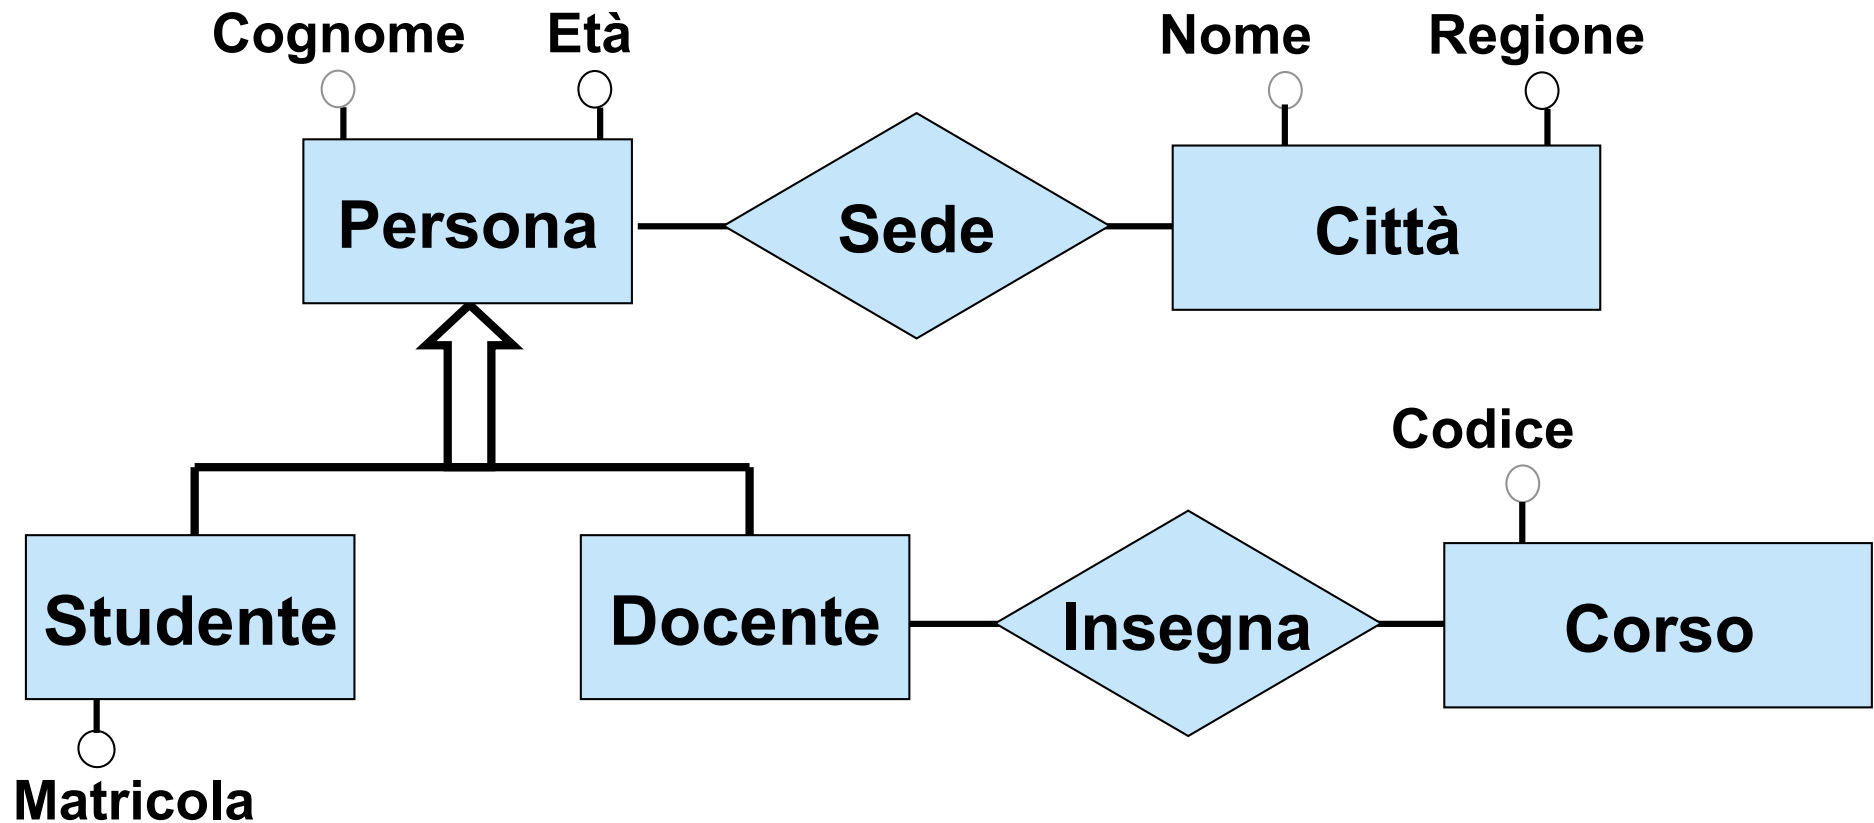 Cognome Età
Nome Regione
Persona
Sede
Città
Codice
Studente
Docente
Insegna
Corso
Matricola